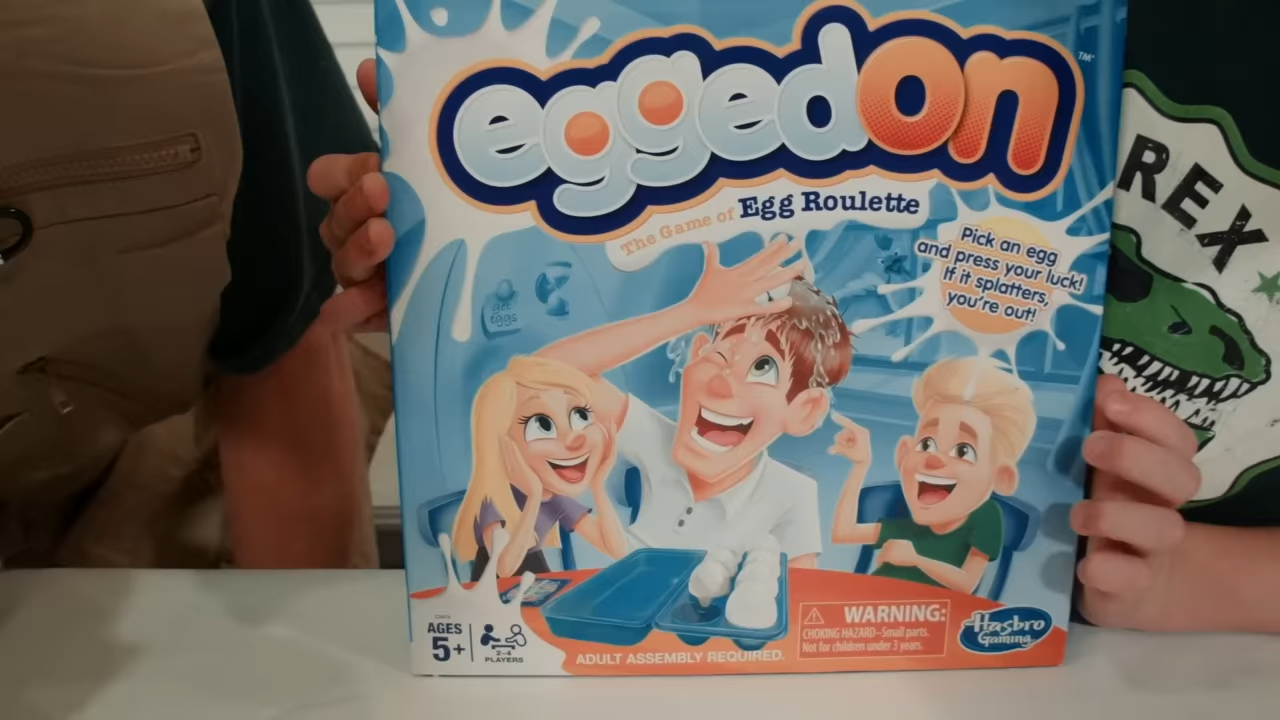 eggedon
TM
The Game of Egg Roulette
Pick an egg
and press your luck!
If it splatters,
you're out!
get
eggs
REX
AGES
5+
2-4
PLAYERS
ADULT ASSEMBLY REQUIRED.
WARNING:
CHOKING HAZARD-Small parts.
Not for children under 3 years.
Hasbro
Gaming